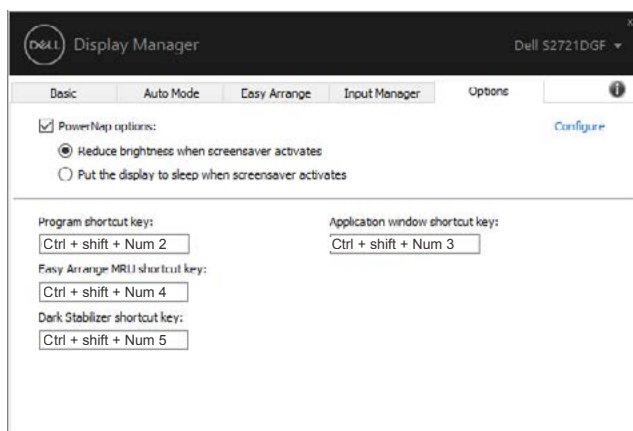 DELL Display Manager
Dell S2721DGF
x
Basic Auto Mode Easy Arrange Input Manager Options
PowerNap options:
Configure
Reduce brightness when screensaver activates
Put the display to sleep when screensaver activates
Program shortcut key:
Application window shortcut key:
Ctrl + shift + Num 2
Ctrl + shift + Num 3
Easy Arrange MRU shortcut key:
Ctrl + shift + Num 4
Dark Stabilizer shortcut key:
Ctrl + shift + Num 5